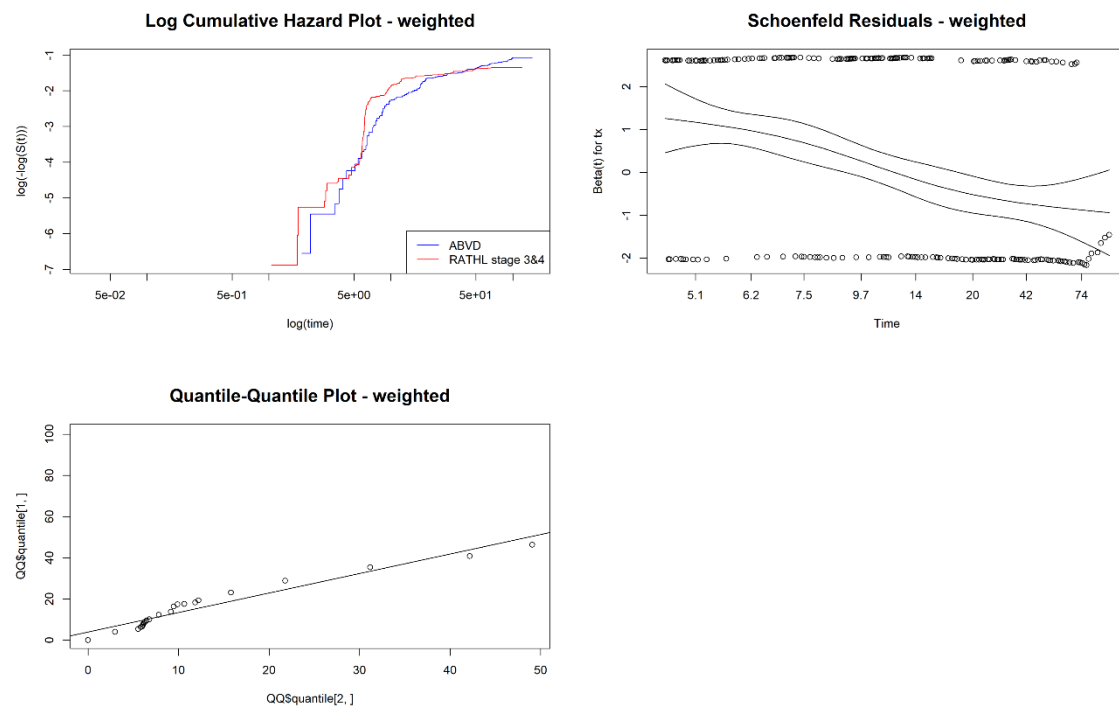 Log Cumulative Hazard Plot - weighted
log(-log(S(t)))
-1
-2
-3
-4
-5
-6
-7
ABVD
RATHL stage 3&4
5e-02
5e-01
5e+00
5e+01
log(time)
Schoenfeld Residuals - weighted
Beta(t) for tx
2
1
0
-1
-2
5.1
6.2
7.5
9.7
14
20
42
74
Time
Quantile-Quantile Plot - weighted
QQ$quantile[1, ]
100
80
60
40
20
0
0
10
20
30
40
50
QQ$quantile[2, ]